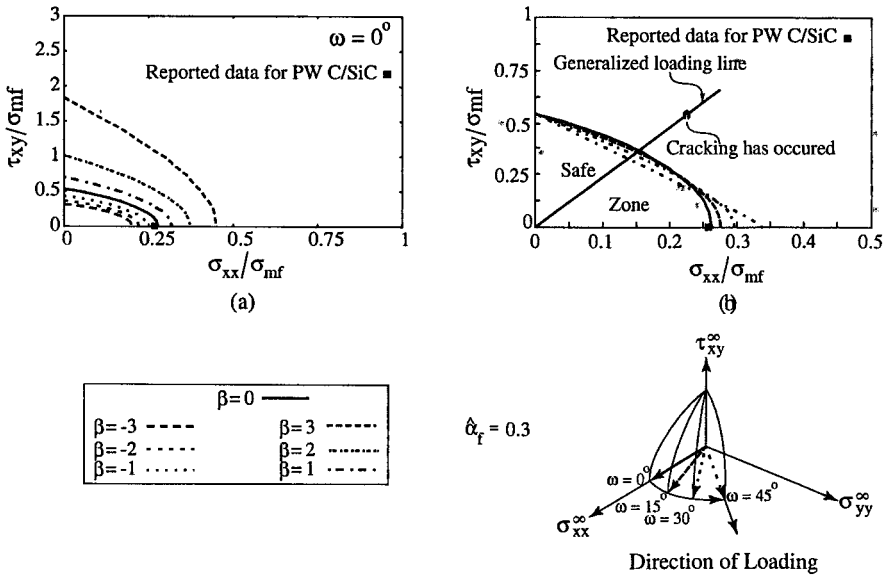 3
2.5
2
1.5
1
0.5
0
τxy/σmf
ω = 0°
Reported data for PW C/SiC
0 0.25 0.5 0.75 1
σxx/σmf
(a)
1
0.75
0.5
0.25
0
τxy/σmf
Reported data for PW C/SiC
Generalized loading line
Cracking has occured
Safe
Zone
0 0.1 0.2 0.3 0.4 0.5
σxx/σmf
(b)
β= 0
β= -3 β= 3
β= -2 β= 2
β= -1 β= 1
α̂f = 0.3
τ∞xy
ω = 0°
ω = 15°
ω = 30°
ω = 45°
σ∞xx
σ∞yy
Direction of Loading